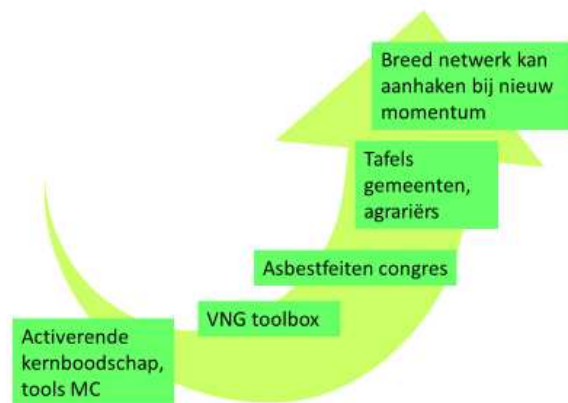 Breed netwerk kan
aanhaken bij nieuw
momentum
Tafels
gemeenten,
agrariërs
Asbestfeiten congres
VNG toolbox
Activerende
kernboodschap,
tools MC